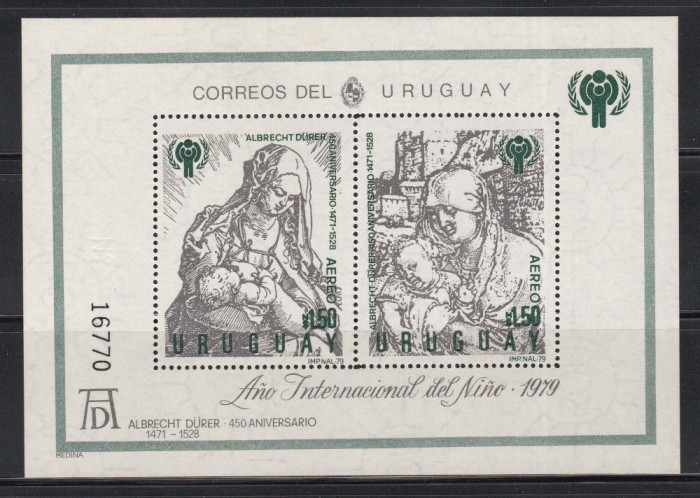 CORREOS DEL URUGUAY
ALBRECHT DÜRER
450 ANIVERSARIO·1471-1528
AEREO
N$1.50
URUGUAY
IMP.NAL·79
ALBRECHT DÜRER·450 ANIVERSARIO·1471-1528
AEREO
N$1.50
URUGUAY
IMP.NAL·79
16770
Año Internacional del Niño · 1979
AD
ALBRECHT DÜRER · 450 ANIVERSARIO
1471 – 1528
MEDINA